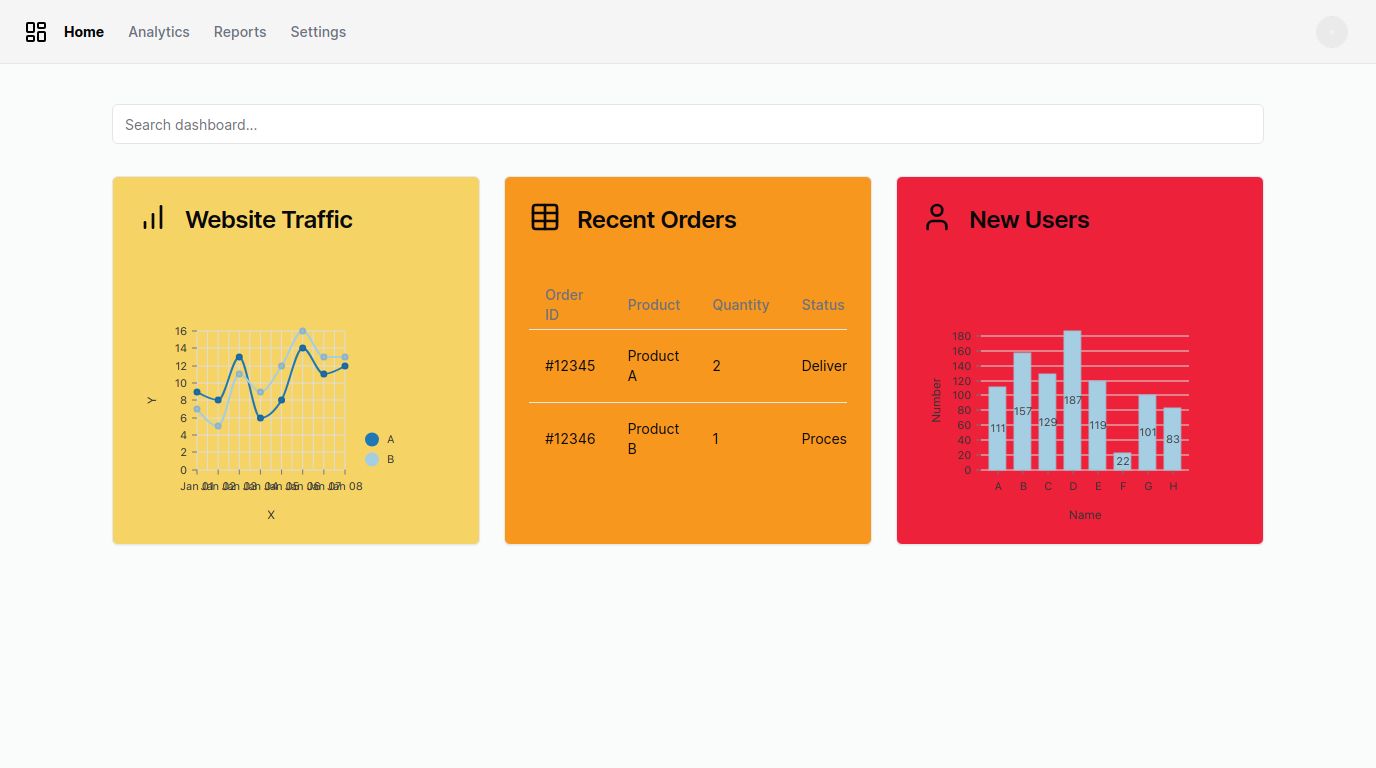 Home Analytics Reports Settings
Search dashboard...
Website Traffic
16
14
12
10
8
6
4
2
0
Y
Jan 01 Jan 02 Jan 03 Jan 04 Jan 05 Jan 06 Jan 07 Jan 08
X
A
B
Recent Orders
Order
ID
Product Quantity Status
#12345 Product
A
2 Deliver
#12346 Product
B
1 Proces
New Users
180
160
140
120
100
80
60
40
20
0
Number
111 157 129 187 119 22 101 83
A B C D E F G H
Name